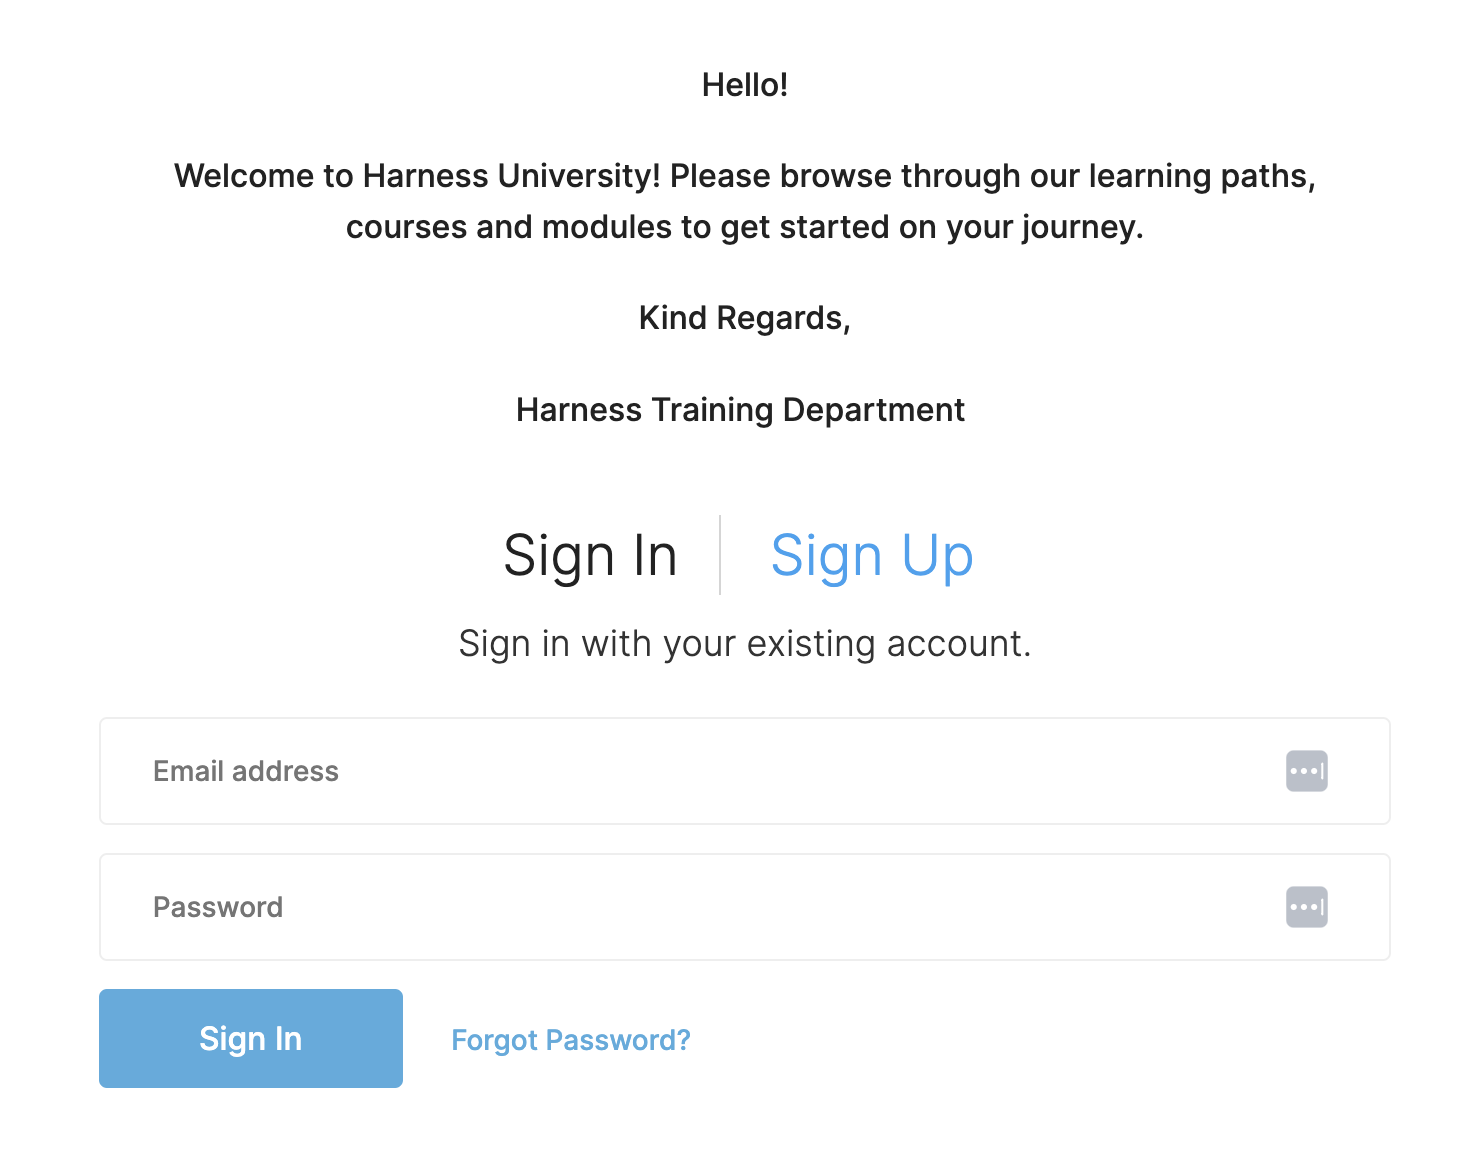 Hello!
Welcome to Harness University! Please browse through our learning paths,
courses and modules to get started on your journey.
Kind Regards,
Harness Training Department
Sign In
Sign Up
Sign in with your existing account.
Email address
Password
Sign In
Forgot Password?